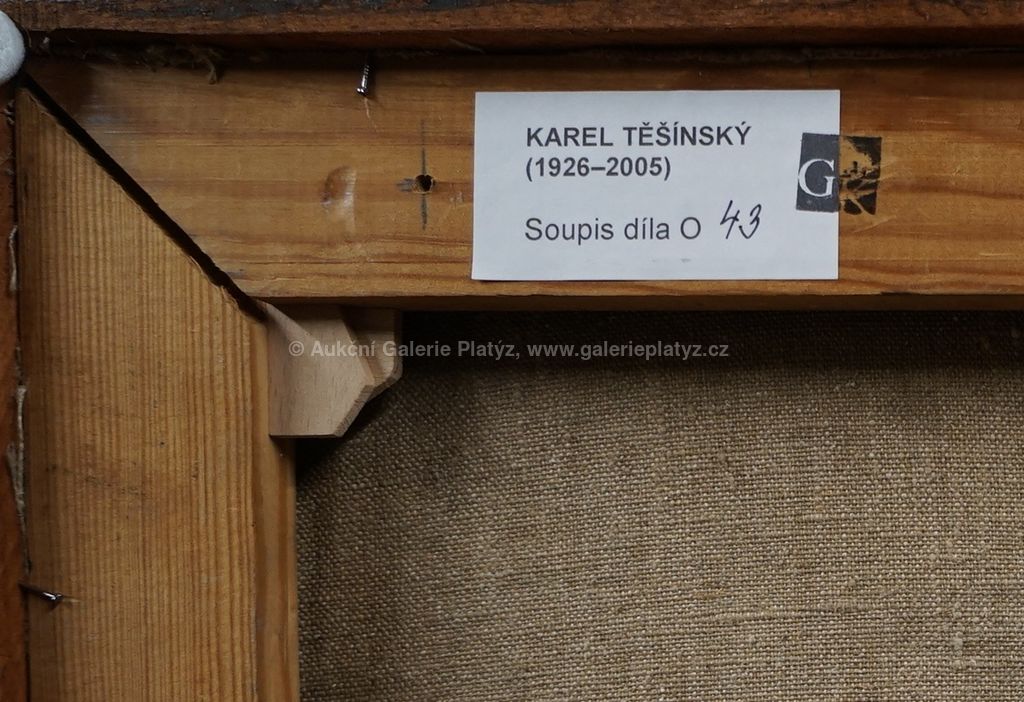 KAREL TĚŠÍNSKÝ
(1926–2005)
G
Soupis díla O 43
© Aukční Galerie Platýz, www.galerieplatyz.cz